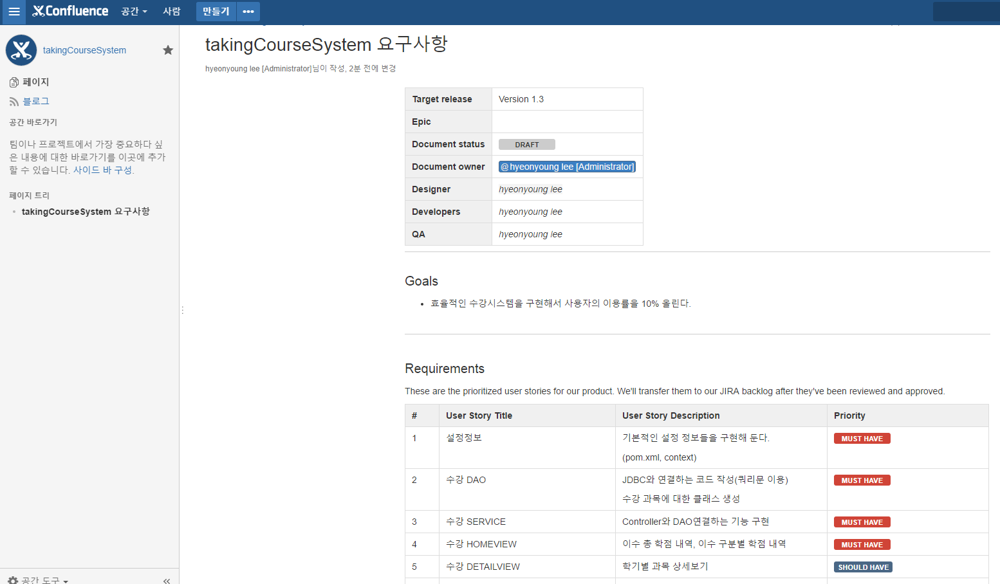 Confluence 공간 사람 만들기 •••
takingCourseSystem
페이지
블로그
공간 바로가기
팀이나 프로젝트에서 가장 중요하다 싶
은 내용에 대한 바로가기를 이곳에 추가
할 수 있습니다. 사이드 바 구성.
페이지 트리
takingCourseSystem 요구사항
공간 도구
takingCourseSystem 요구사항
hyeonyoung lee [Administrator]님이 작성, 2분 전에 변경
Target release Version 1.3
Epic
Document status DRAFT
Document owner @hyeonyoung lee [Administrator]
Designer hyeonyoung lee
Developers hyeonyoung lee
QA hyeonyoung lee
Goals
• 효율적인 수강시스템을 구현해서 사용자의 이용률을 10% 올린다.
Requirements
These are the prioritized user stories for our product. We'll transfer them to our JIRA backlog after they've been reviewed and approved.
# User Story Title User Story Description Priority
1 설정정보 기본적인 설정 정보들을 구현해 둔다. MUST HAVE
(pom.xml, context)
2 수강 DAO JDBC와 연결하는 코드 작성(쿼리문 이용) MUST HAVE
수강 과목에 대한 클래스 생성
3 수강 SERVICE Controller와 DAO연결하는 기능 구현 MUST HAVE
4 수강 HOMEVIEW 이수 총 학점 내역, 이수 구분별 학점 내역 MUST HAVE
5 수강 DETAILVIEW 학기별 과목 상세보기 SHOULD HAVE